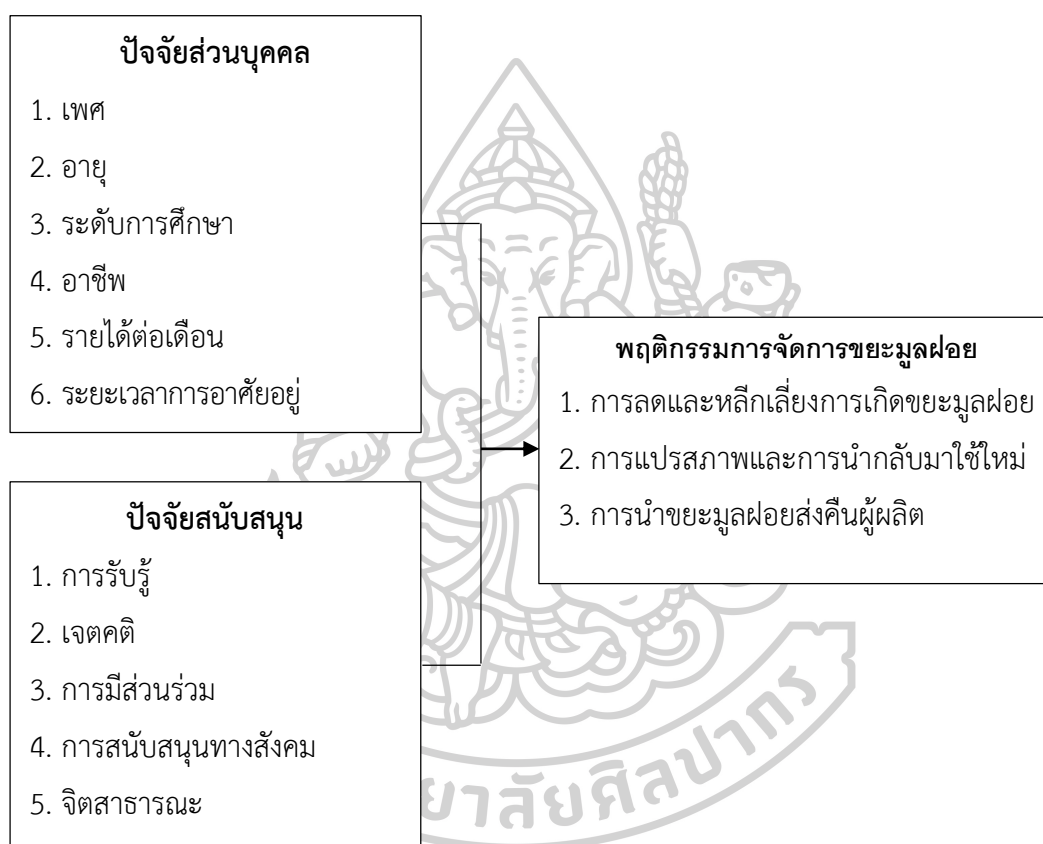 ปัจจัยส่วนบุคคล
1. เพศ
2. อายุ
3. ระดับการศึกษา
4. อาชีพ
5. รายได้ต่อเดือน
6. ระยะเวลาการอาศัยอยู่
ปัจจัยสนับสนุน
1. การรับรู้
2. เจตคติ
3. การมีส่วนร่วม
4. การสนับสนุนทางสังคม
5. จิตสาธารณะ
พฤติกรรมการจัดการขยะมูลฝอย
1. การลดและหลีกเลี่ยงการเกิดขยะมูลฝอย
2. การแปรสภาพและการนำกลับมาใช้ใหม่
3. การนำขยะมูลฝอยส่งคืนผู้ผลิต
ยาลัยศิลปากร